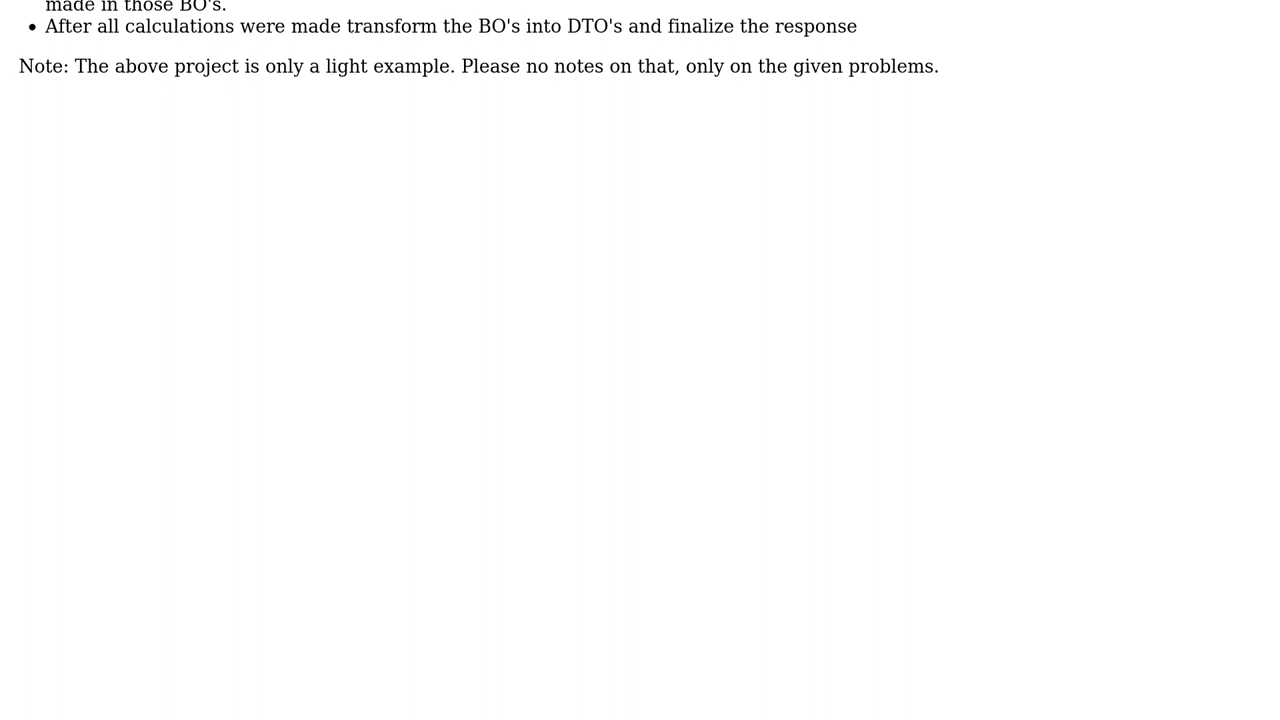 made in those BO's.
• After all calculations were made transform the BO's into DTO's and finalize the response
Note: The above project is only a light example. Please no notes on that, only on the given problems.